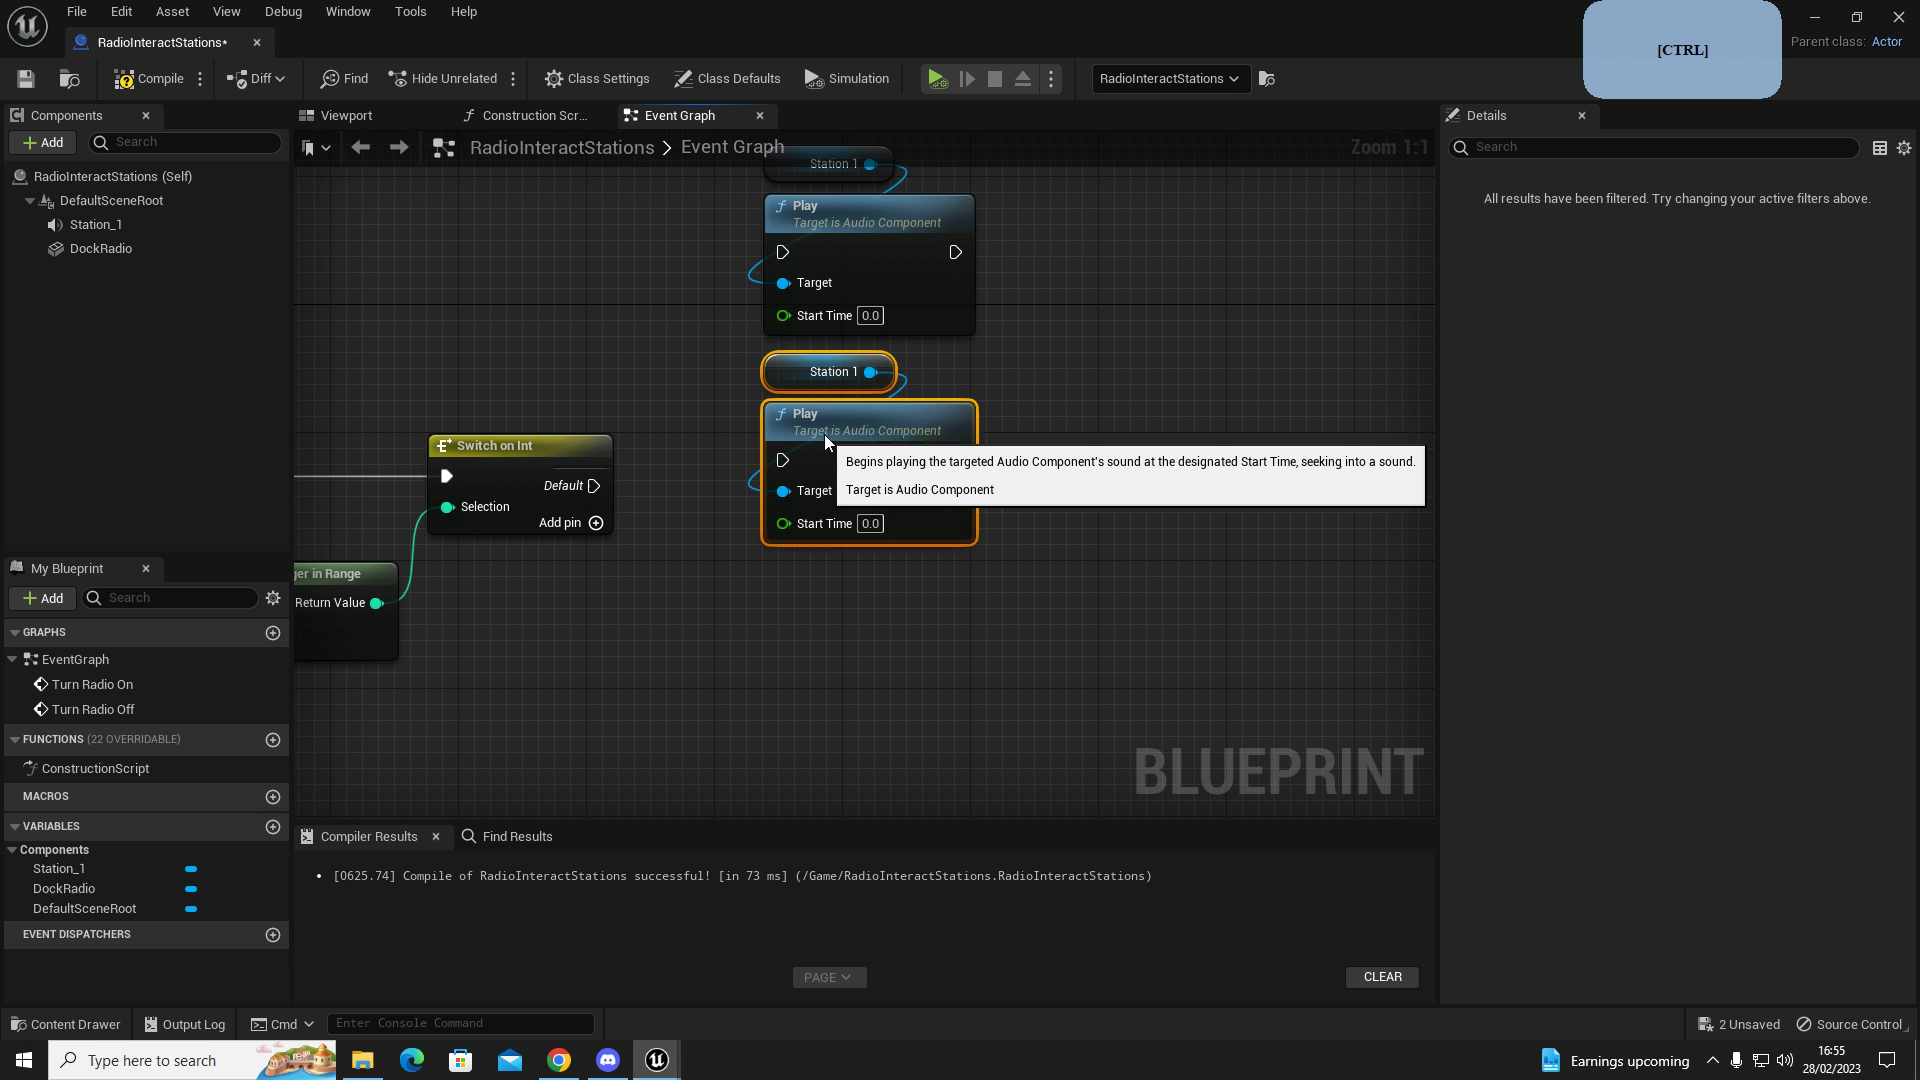 File Edit Asset View Debug Window Tools Help
[CTRL]
RadioInteractStations*
Parent class: Actor
Compile Diff Find Hide Unrelated Class Settings Class Defaults Simulation RadioInteractStations
Components
Viewport Construction Scr... Event Graph
Details
Add Search
RadioInteractStations > Event Graph
Zoom 1:1
Search
RadioInteractStations (Self)
DefaultSceneRoot
Station_1
DockRadio
All results have been filtered. Try changing your active filters above.
Station 1
Play
Target is Audio Component
Target
Start Time 0.0
Station 1
Play
Target is Audio Component
Target
Start Time 0.0
Begins playing the targeted Audio Component's sound at the designated Start Time, seeking into a sound.
Target is Audio Component
Switch on Int
Default
Selection
Add pin
ger in Range
Return Value
BLUEPRINT
My Blueprint
Add Search
GRAPHS
EventGraph
Turn Radio On
Turn Radio Off
FUNCTIONS (22 OVERRIDABLE)
ConstructionScript
MACROS
VARIABLES
Components
Station_1
DockRadio
DefaultSceneRoot
EVENT DISPATCHERS
Compiler Results Find Results
[0625.74] Compile of RadioInteractStations successful! [in 73 ms] (/Game/RadioInteractStations.RadioInteractStations)
PAGE
CLEAR
Content Drawer Output Log Cmd Enter Console Command
2 Unsaved Source Control
Type here to search
Earnings upcoming
16:55
28/02/2023